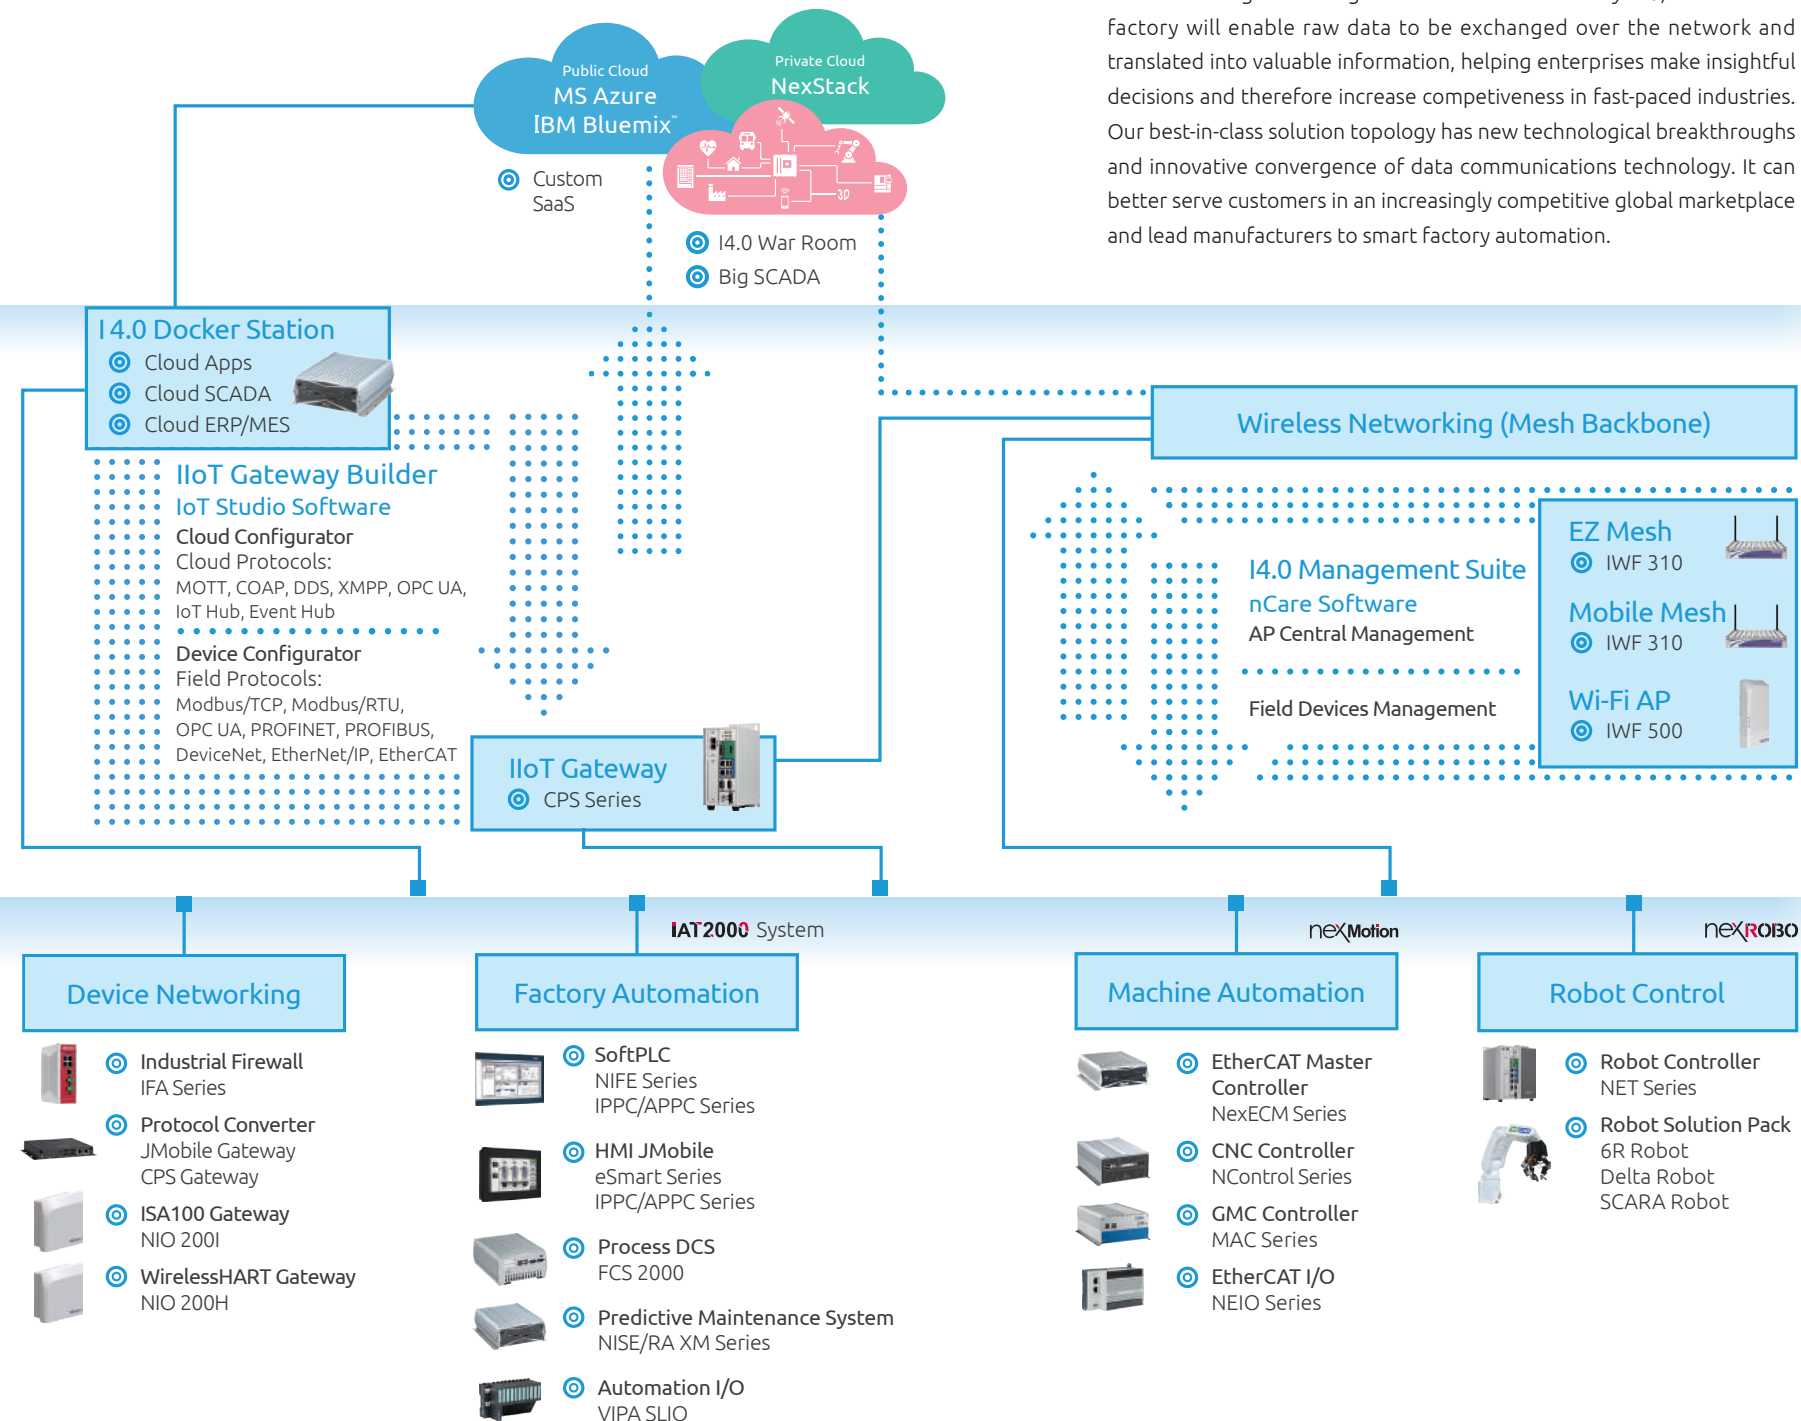 factory will enable raw data to be exchanged over the network and
translated into valuable information, helping enterprises make insightful
decisions and therefore increase competiveness in fast-paced industries.
Our best-in-class solution topology has new technological breakthroughs
and innovative convergence of data communications technology. It can
better serve customers in an increasingly competitive global marketplace
and lead manufacturers to smart factory automation.
Public Cloud
MS Azure
IBM Bluemix™
Private Cloud
NexStack
3D
Custom
SaaS
I4.0 War Room
Big SCADA
I 4.0 Docker Station
Cloud Apps
Cloud SCADA
Cloud ERP/MES
IIoT Gateway Builder
IoT Studio Software
Cloud Configurator
Cloud Protocols:
MOTT, COAP, DDS, XMPP, OPC UA,
IoT Hub, Event Hub
Device Configurator
Field Protocols:
Modbus/TCP, Modbus/RTU,
OPC UA, PROFINET, PROFIBUS,
DeviceNet, EtherNet/IP, EtherCAT
IIoT Gateway
CPS Series
Wireless Networking (Mesh Backbone)
I4.0 Management Suite
nCare Software
AP Central Management
Field Devices Management
EZ Mesh
IWF 310
Mobile Mesh
IWF 310
Wi-Fi AP
IWF 500
Device Networking
Industrial Firewall
IFA Series
Protocol Converter
JMobile Gateway
CPS Gateway
ISA100 Gateway
NIO 200I
WirelessHART Gateway
NIO 200H
IAT2000 System
Factory Automation
SoftPLC
NIFE Series
IPPC/APPC Series
HMI JMobile
eSmart Series
IPPC/APPC Series
Process DCS
FCS 2000
Predictive Maintenance System
NISE/RA XM Series
Automation I/O
VIPA SLIO
nexMotion
Machine Automation
EtherCAT Master
Controller
NexECM Series
CNC Controller
NControl Series
GMC Controller
MAC Series
EtherCAT I/O
NEIO Series
nexROBO
Robot Control
Robot Controller
NET Series
Robot Solution Pack
6R Robot
Delta Robot
SCARA Robot